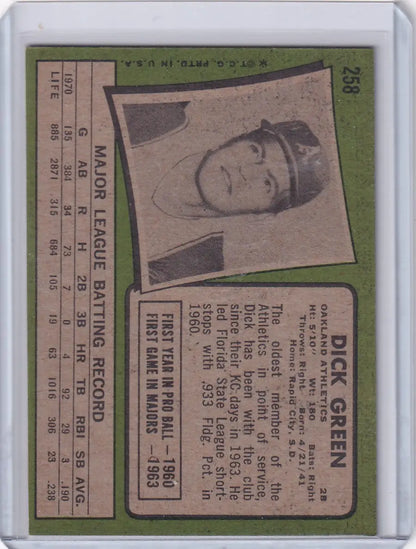 258
DICK GREEN
OAKLAND ATHLETICS 2B
Ht: 5'10" Wt: 180 Bats: Right
Throws: Right Born: 4/21/41
Home: Rapid City, S.D.
The oldest member of the
Athletics in point of service,
Dick has been with the club
since their KC days in 1963. He
led Florida State League short-
stops with .933 Fldg. Pct. in
1960.
FIRST YEAR IN PRO BALL —1960
FIRST GAME IN MAJORS —1963
MAJOR LEAGUE BATTING RECORD
G AB R H 2B 3B HR TB RBI SB AVG.
1970 135 384 34 73 7 0 4 92 29 3 .190
LIFE 885 2871 315 684 105 19 63 1016 306 23 .238
*©T.C.G. PRTD. IN U.S.A.